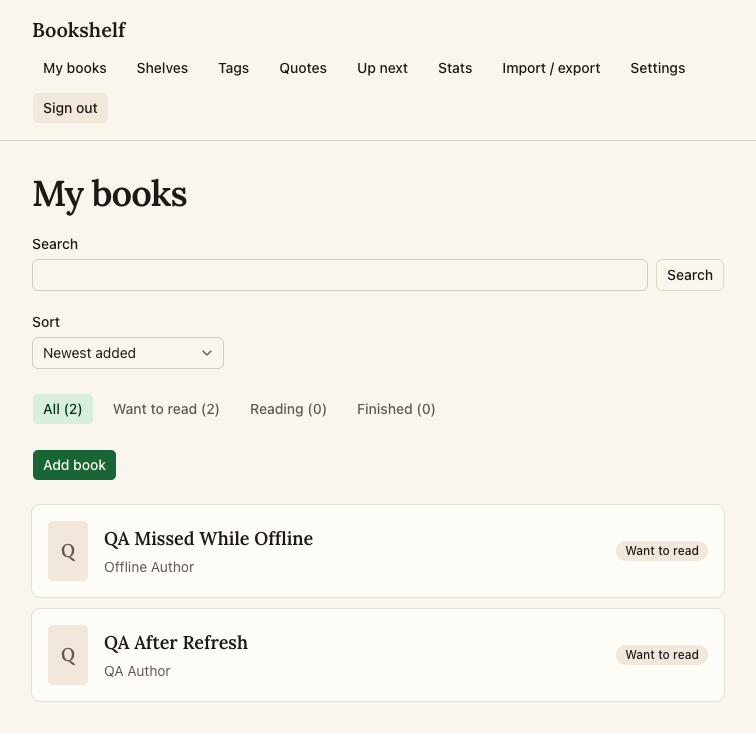 Bookshelf
My books Shelves Tags Quotes Up next Stats Import / export Settings
Sign out
My books
Search
Search
Sort
Newest added
All (2) Want to read (2) Reading (0) Finished (0)
Add book
Q
QA Missed While Offline
Offline Author
Want to read
Q
QA After Refresh
QA Author
Want to read